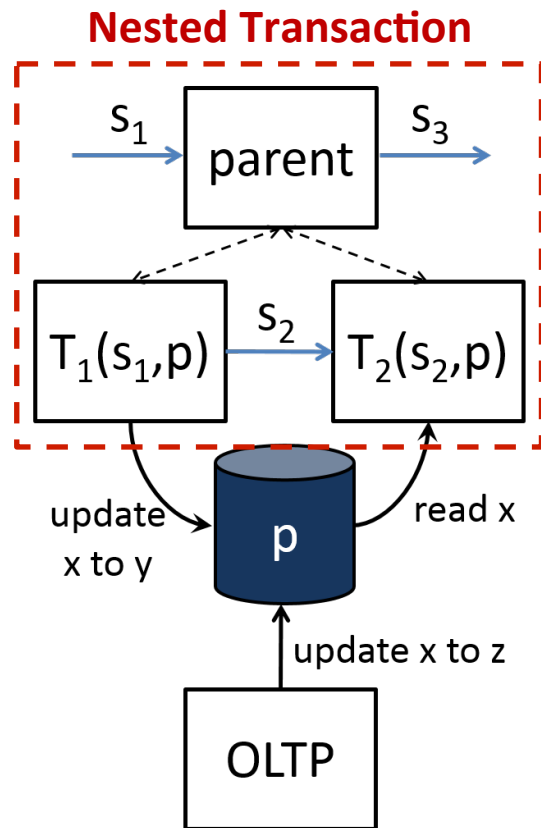 Nested Transaction
s₁
parent
s₃
T₁(s₁,p)
s₂
T₂(s₂,p)
update
x to y
p
read x
update x to z
OLTP